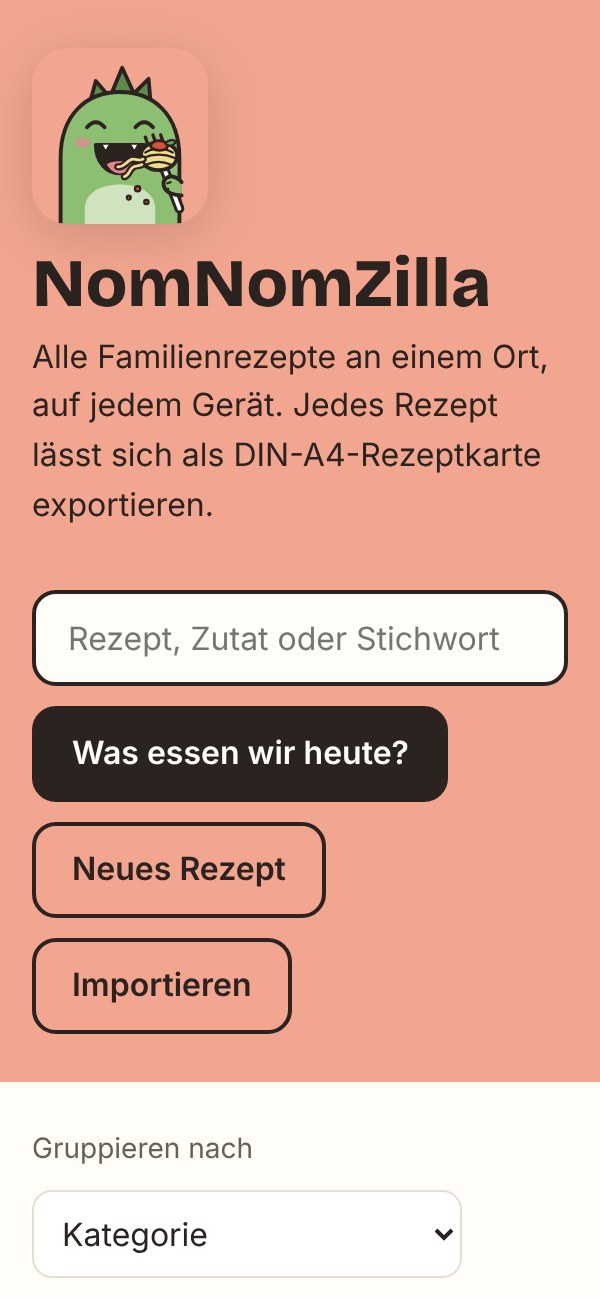 NomNomZilla
Alle Familienrezepte an einem Ort,
auf jedem Gerät. Jedes Rezept
lässt sich als DIN-A4-Rezeptkarte
exportieren.
Rezept, Zutat oder Stichwort
Was essen wir heute?
Neues Rezept
Importieren
Gruppieren nach
Kategorie